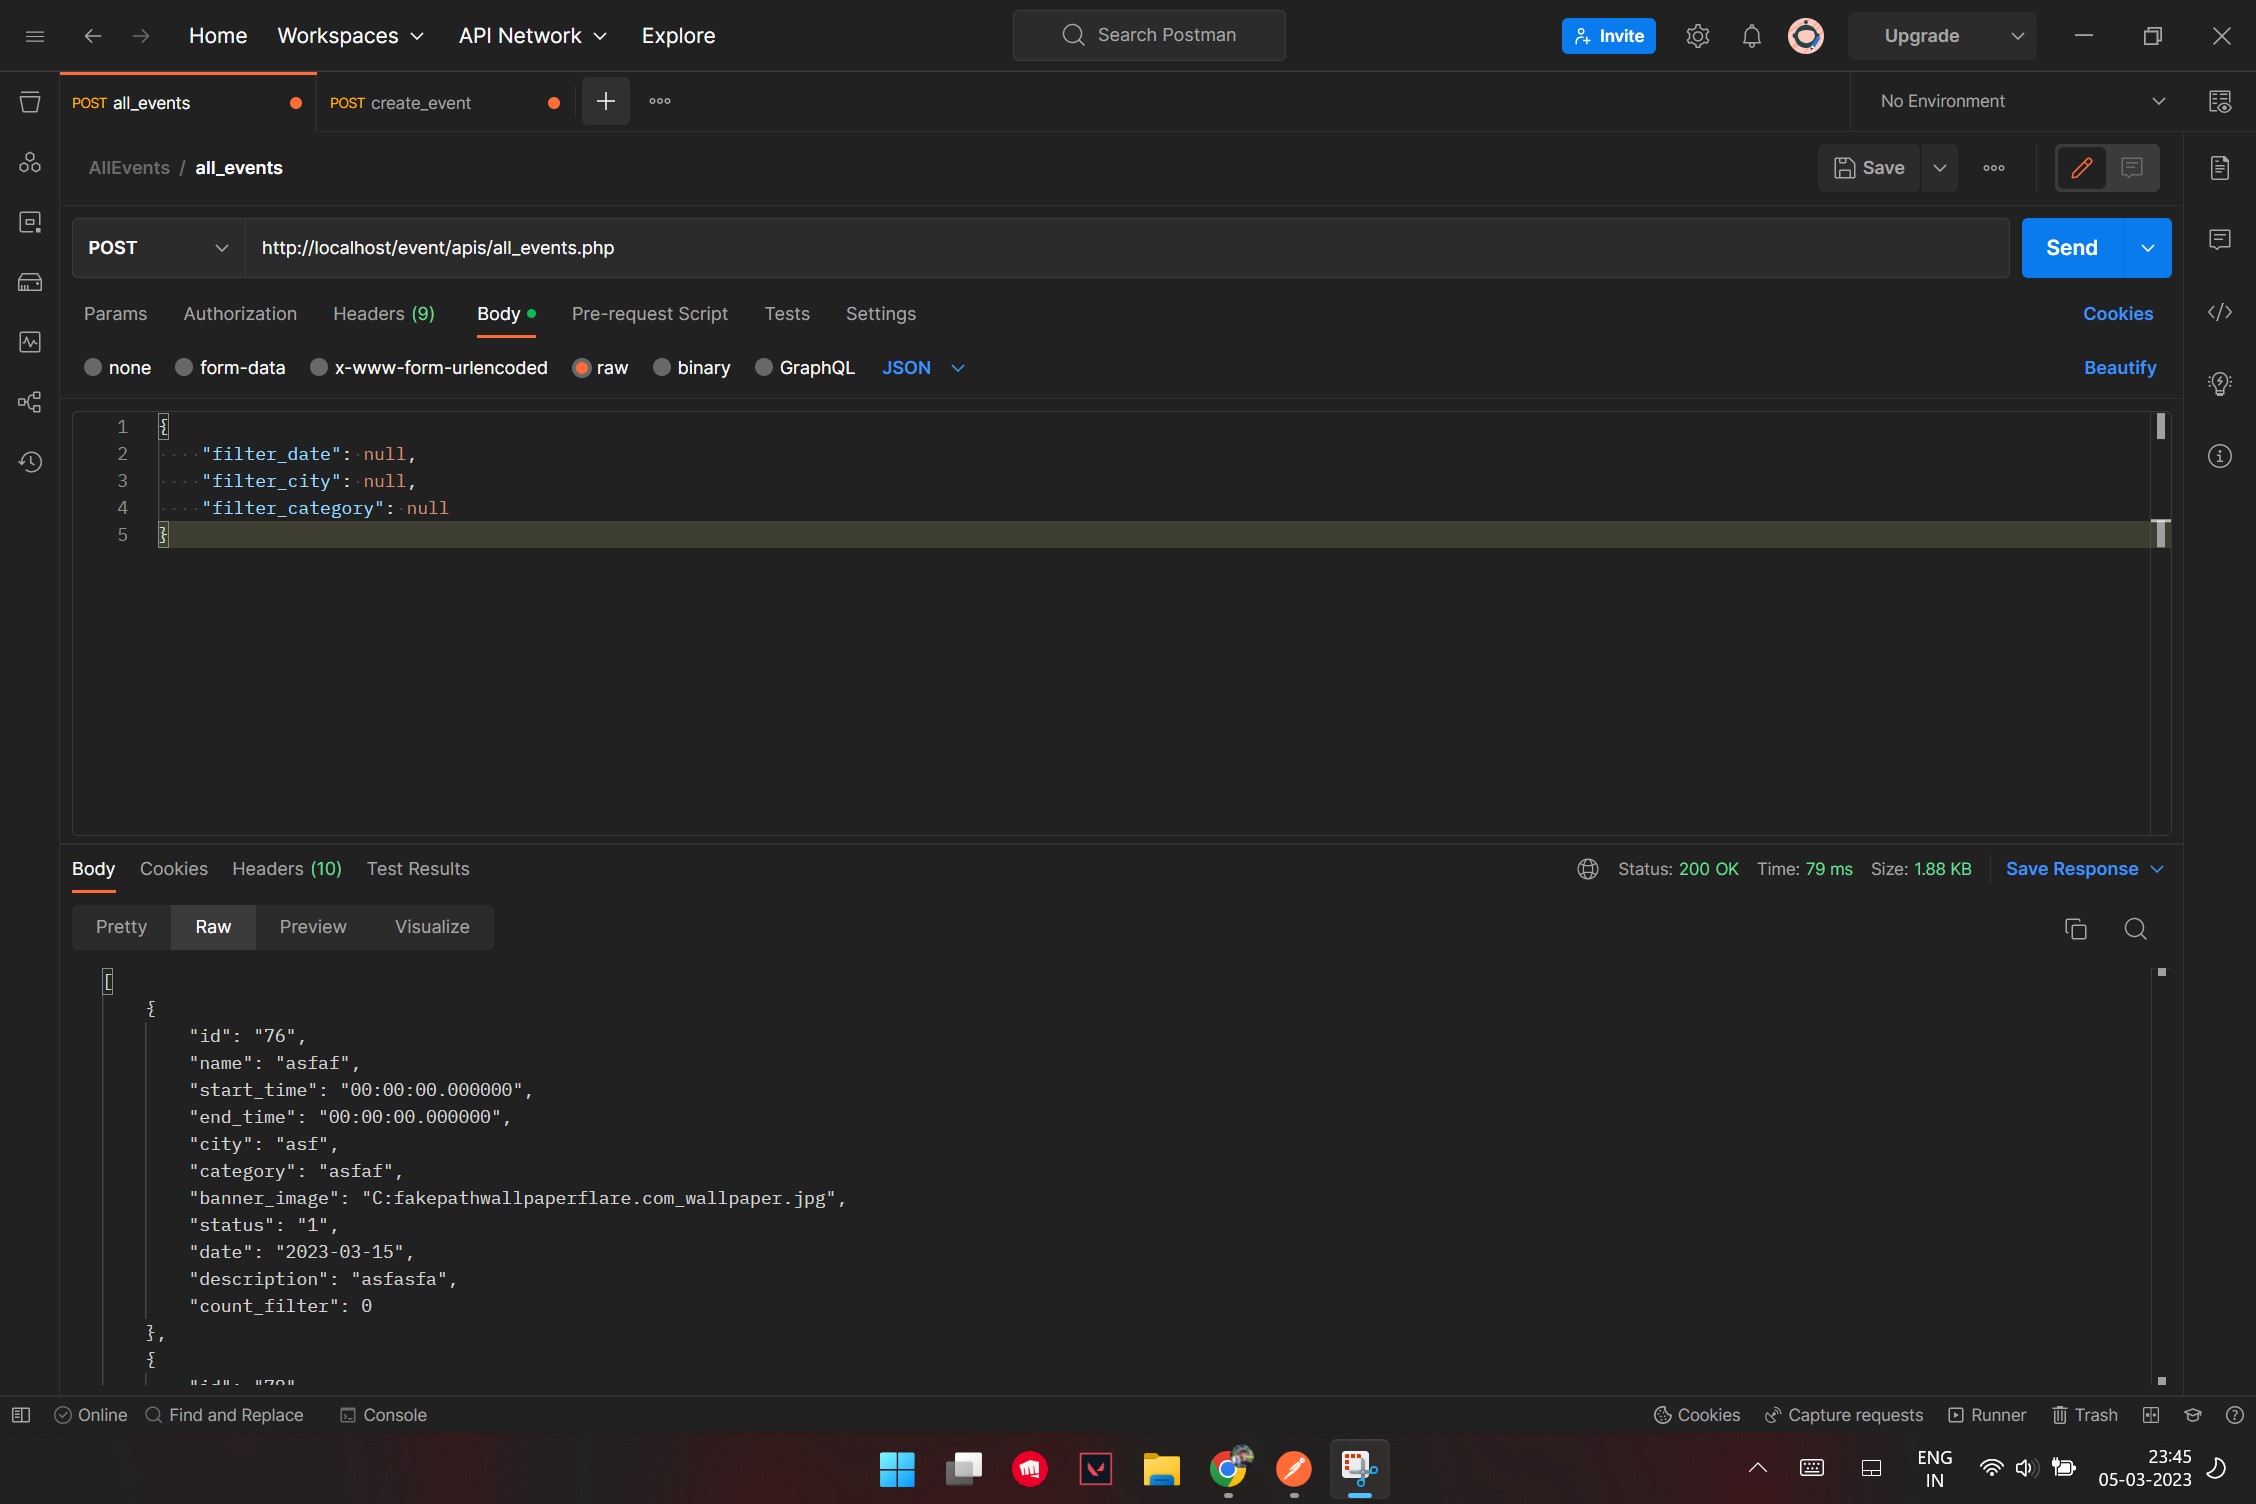 Home Workspaces API Network Explore Search Postman Invite Upgrade
POST all_events POST create_event No Environment
AllEvents / all_events Save
POST http://localhost/event/apis/all_events.php Send
Params Authorization Headers (9) Body Pre-request Script Tests Settings Cookies
none form-data x-www-form-urlencoded raw binary GraphQL JSON Beautify
1 {
2 "filter_date": null,
3 "filter_city": null,
4 "filter_category": null
5 }
Body Cookies Headers (10) Test Results Status: 200 OK Time: 79 ms Size: 1.88 KB Save Response
Pretty Raw Preview Visualize
[
{
"id": "76",
"name": "asfaf",
"start_time": "00:00:00.000000",
"end_time": "00:00:00.000000",
"city": "asf",
"category": "asfaf",
"banner_image": "C:fakepathwallpaperflare.com_wallpaper.jpg",
"status": "1",
"date": "2023-03-15",
"description": "asfasfa",
"count_filter": 0
},
{
Online Find and Replace Console Cookies Capture requests Runner Trash
ENG 23:45
IN 05-03-2023